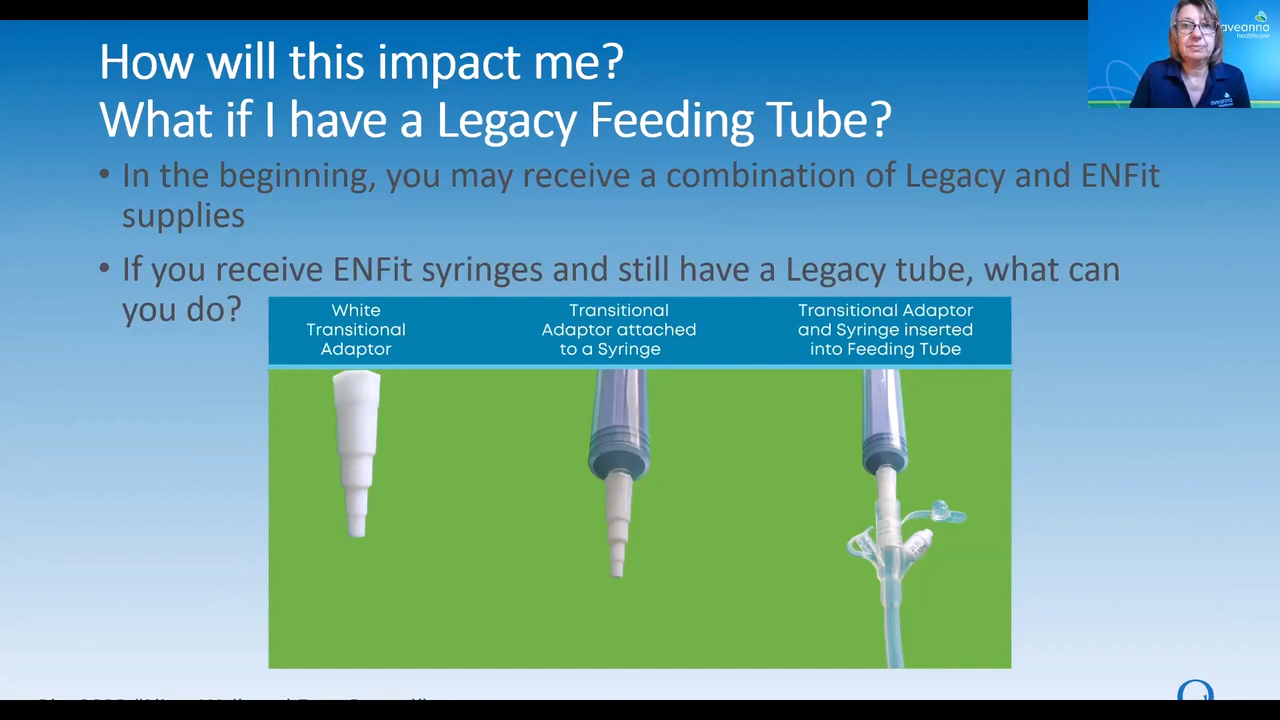 How will this impact me?
What if I have a Legacy Feeding Tube?
• In the beginning, you may receive a combination of Legacy and ENFit
supplies
• If you receive ENFit syringes and still have a Legacy tube, what can
you do?
White
Transitional
Adaptor
Transitional
Adaptor attached
to a Syringe
Transitional Adaptor
and Syringe inserted
into Feeding Tube
aveanna
healthcare
aveanna